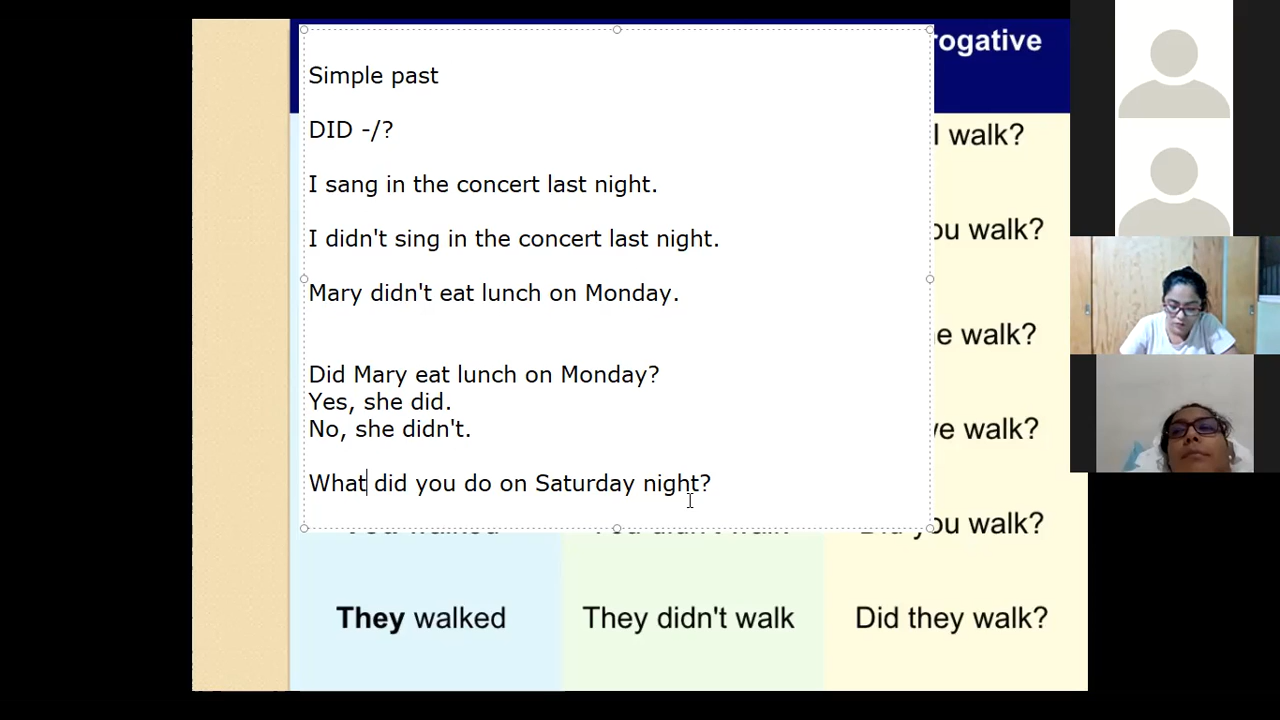 rogative
Simple past
DID -/?
I walk?
I sang in the concert last night.
ou walk?
I didn't sing in the concert last night.
Mary didn't eat lunch on Monday.
e walk?
Did Mary eat lunch on Monday?
Yes, she did.
No, she didn't.
ve walk?
What did you do on Saturday night?
Did you walk?
They walked They didn't walk Did they walk?